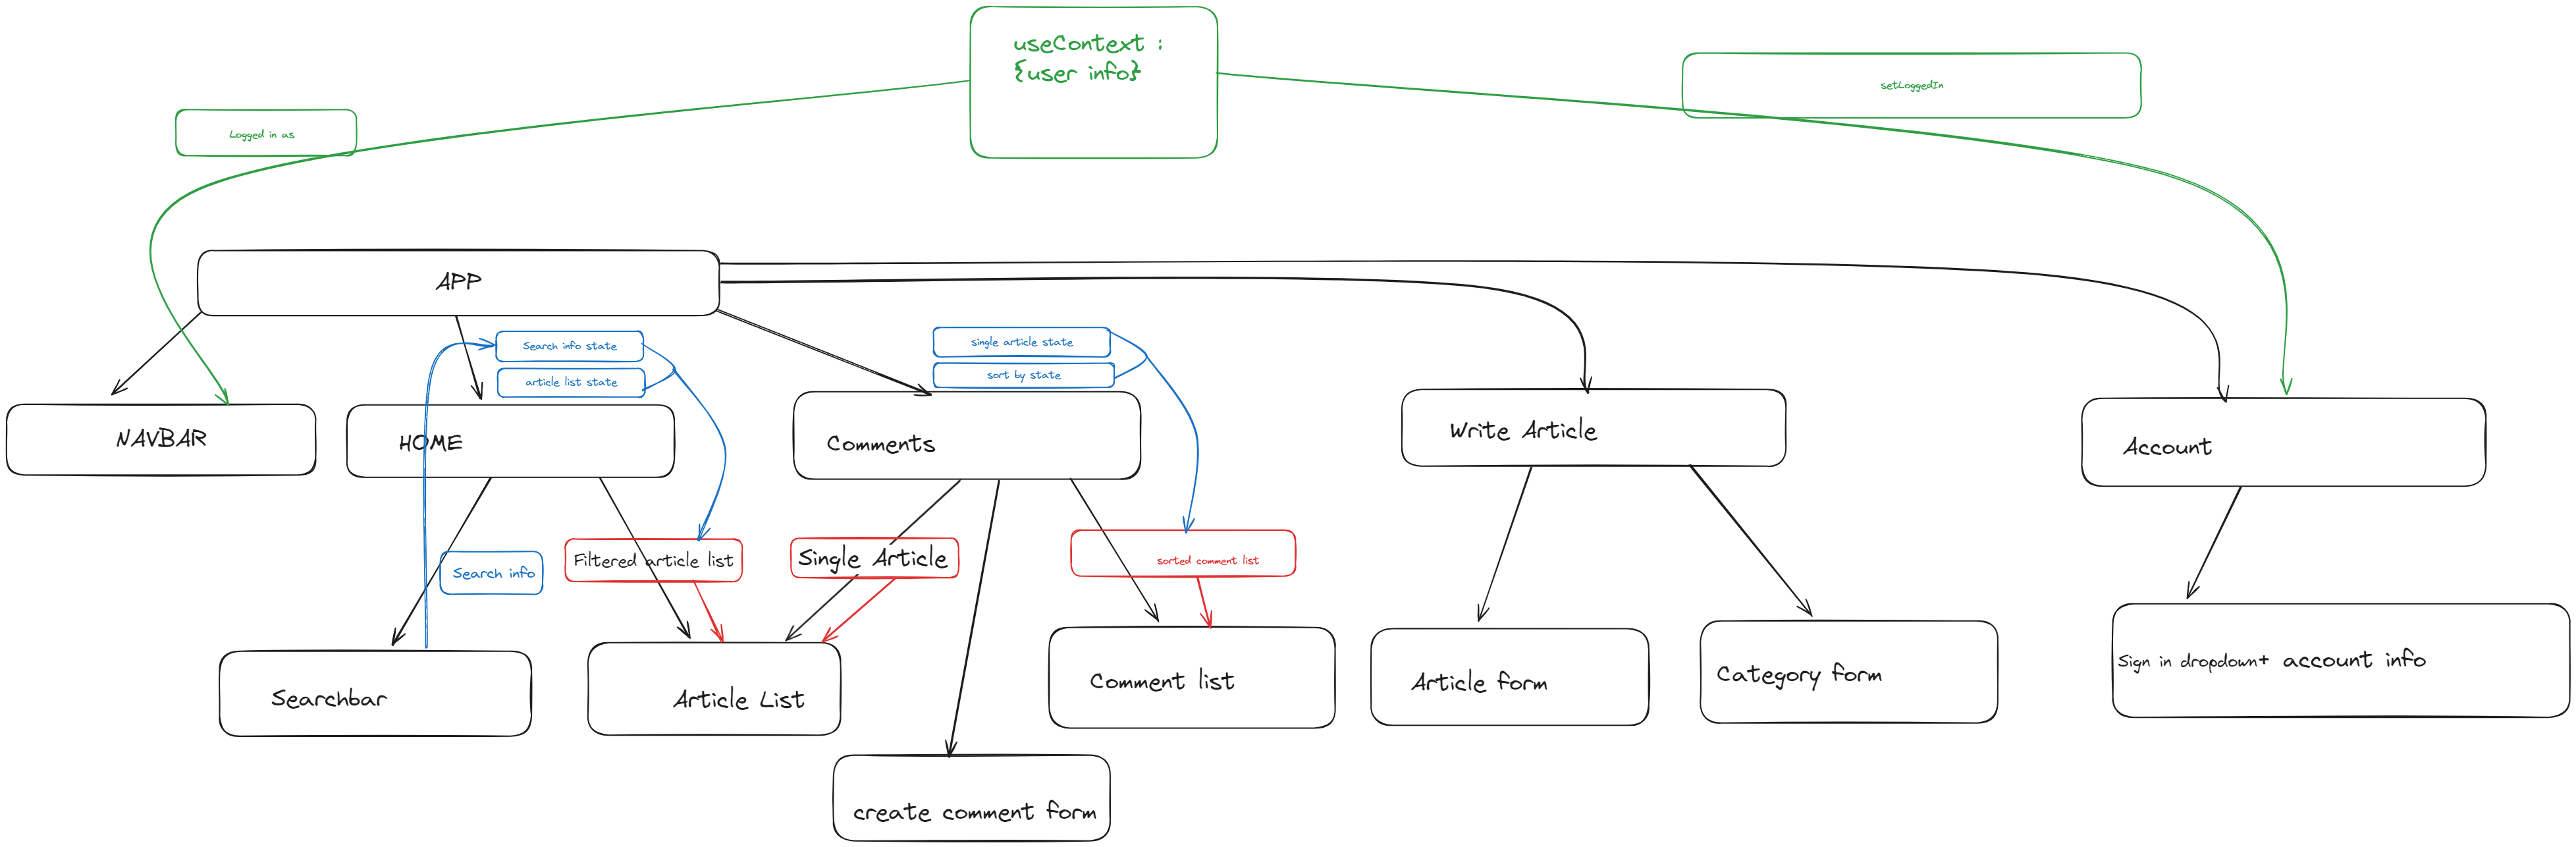 useContext :
{user info}
setLoggedIn
Logged in as
APP
Search info state
article list state
single article state
sort by state
NAVBAR
HOME
Comments
Write Article
Account
Search info
Filtered article list
Single Article
sorted comment list
Searchbar
Article List
Comment list
Article form
Category form
Sign in dropdown+ account info
create comment form